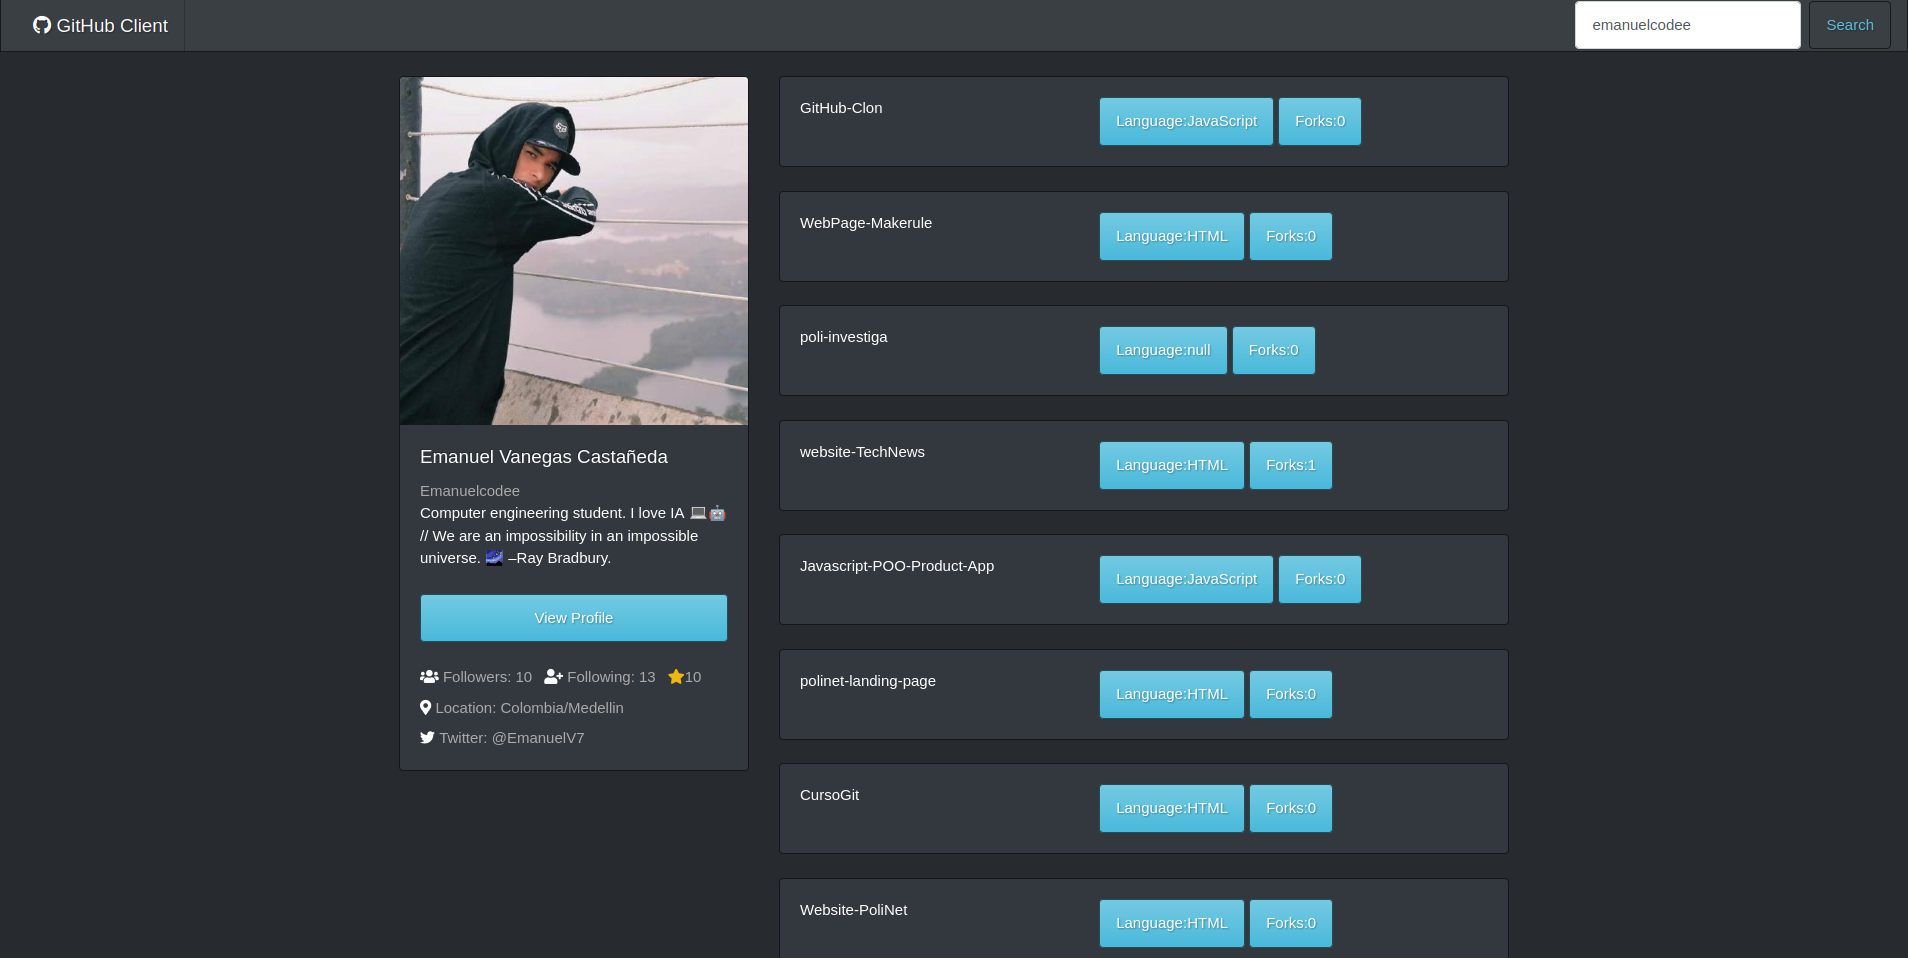 GitHub Client
emanuelcodee
Search
Emanuel Vanegas Castañeda
Emanuelcodee
Computer engineering student. I love IA 💻🤖
// We are an impossibility in an impossible
universe. 🌌 –Ray Bradbury.
View Profile
Followers: 10 Following: 13 10
Location: Colombia/Medellin
Twitter: @EmanuelV7
GitHub-Clon Language:JavaScript Forks:0
WebPage-Makerule Language:HTML Forks:0
poli-investiga Language:null Forks:0
website-TechNews Language:HTML Forks:1
Javascript-POO-Product-App Language:JavaScript Forks:0
polinet-landing-page Language:HTML Forks:0
CursoGit Language:HTML Forks:0
Website-PoliNet Language:HTML Forks:0